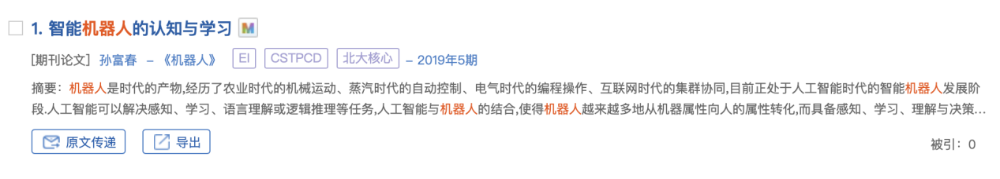 1. 智能机器人的认知与学习 M
[期刊论文] 孙富春 - 《机器人》 EI CSTPCD 北大核心 - 2019年5期
摘要：机器人是时代的产物,经历了农业时代的机械运动、蒸汽时代的自动控制、电气时代的编程操作、互联网时代的集群协同,目前正处于人工智能时代的智能机器人发展阶
段.人工智能可以解决感知、学习、语言理解或逻辑推理等任务,人工智能与机器人的结合,使得机器人越来越多地从机器属性向人的属性转化,而具备感知、学习、理解与决策...
原文传递 导出
被引：0